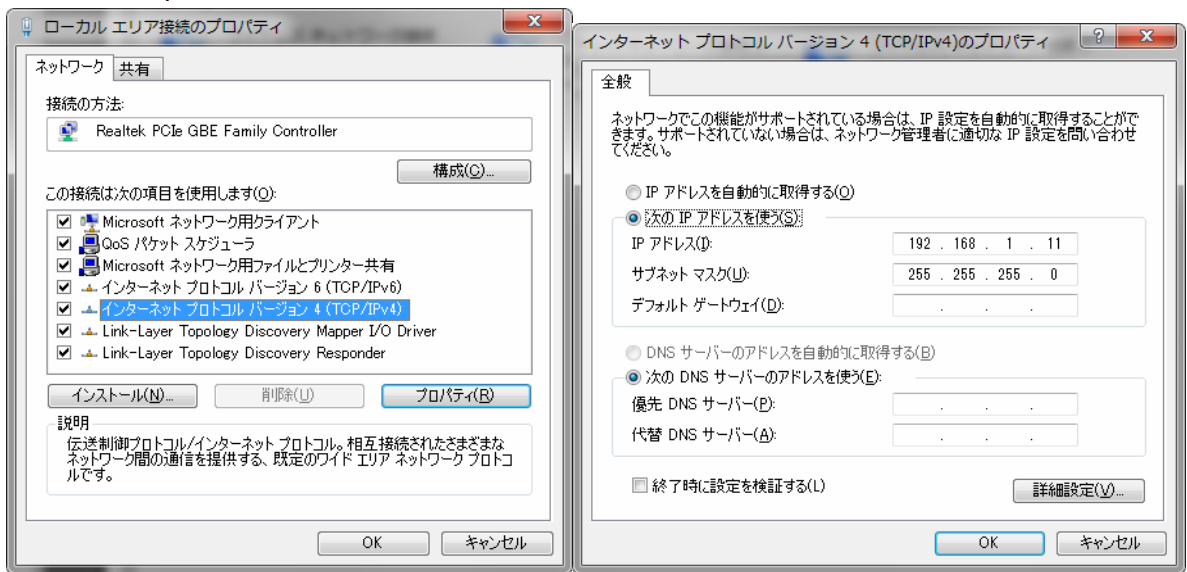 ローカル エリア接続のプロパティ
ネットワーク 共有
接続の方法:
Realtek PCIe GBE Family Controller
構成(C)...
この接続は次の項目を使用します(O):
Microsoft ネットワーク用クライアント
QoS パケット スケジューラ
Microsoft ネットワーク用ファイルとプリンター共有
インターネット プロトコル バージョン 6 (TCP/IPv6)
インターネット プロトコル バージョン 4 (TCP/IPv4)
Link-Layer Topology Discovery Mapper I/O Driver
Link-Layer Topology Discovery Responder
インストール(N)... 削除(U) プロパティ(R)
説明
伝送制御プロトコル/インターネット プロトコル。相互接続されたさまざまな
ネットワーク間の通信を提供する、既定のワイド エリア ネットワーク プロトコ
ルです。
OK キャンセル
インターネット プロトコル バージョン 4 (TCP/IPv4)のプロパティ
全般
ネットワークでこの機能がサポートされている場合は、IP 設定を自動的に取得することがで
きます。サポートされていない場合は、ネットワーク管理者に適切な IP 設定を問い合わせ
てください。
IP アドレスを自動的に取得する(O)
次の IP アドレスを使う(S):
IP アドレス(I): 192 . 168 . 1 . 11
サブネット マスク(U): 255 . 255 . 255 . 0
デフォルト ゲートウェイ(D): . . .
DNS サーバーのアドレスを自動的に取得する(B)
次の DNS サーバーのアドレスを使う(E):
優先 DNS サーバー(P): . . .
代替 DNS サーバー(A): . . .
終了時に設定を検証する(L)
詳細設定(V)...
OK キャンセル